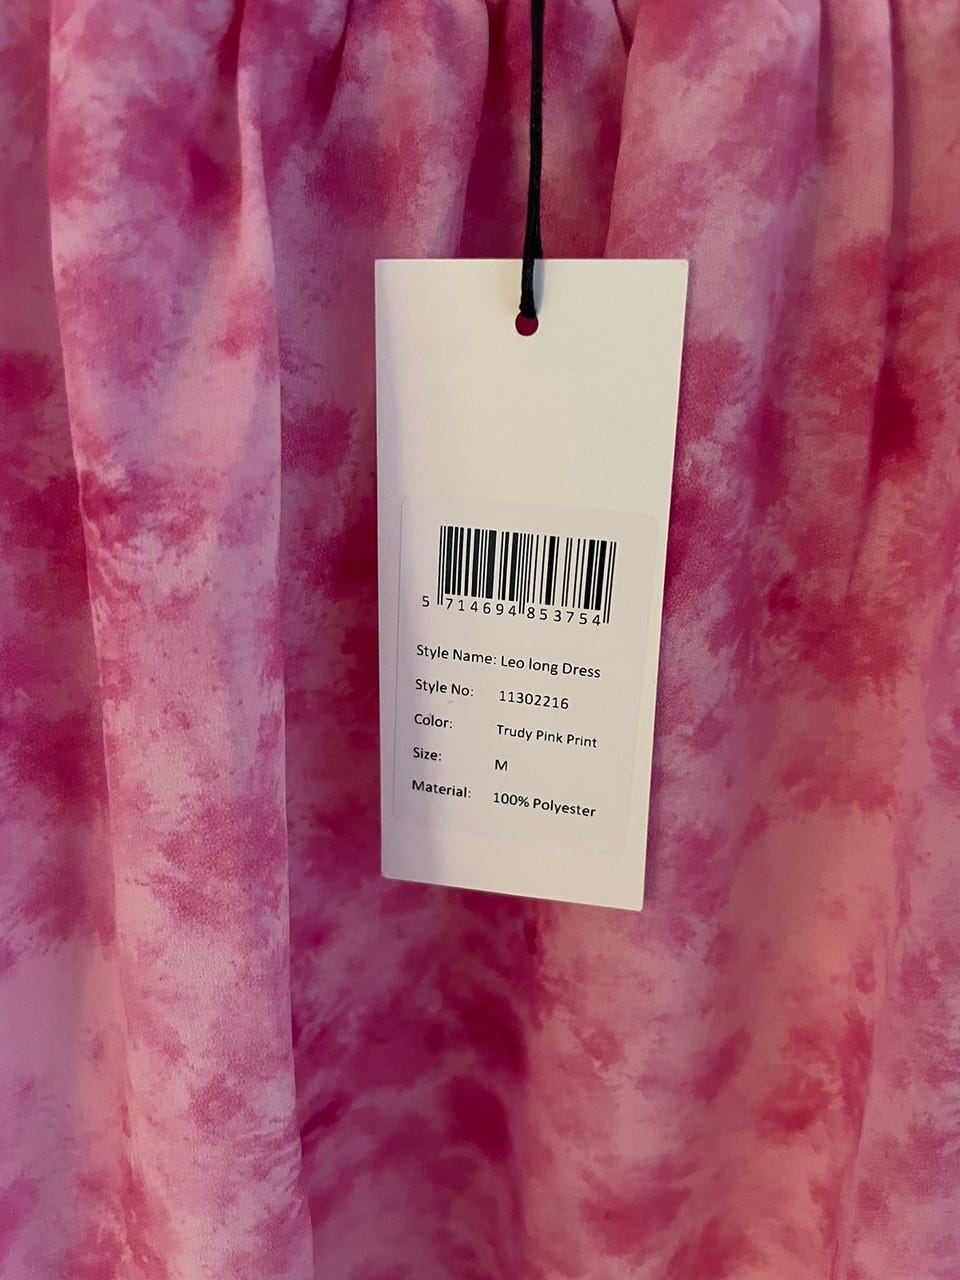 5 714694 853754
Style Name: Leo long Dress
Style No: 11302216
Color: Trudy Pink Print
Size: M
Material: 100% Polyester